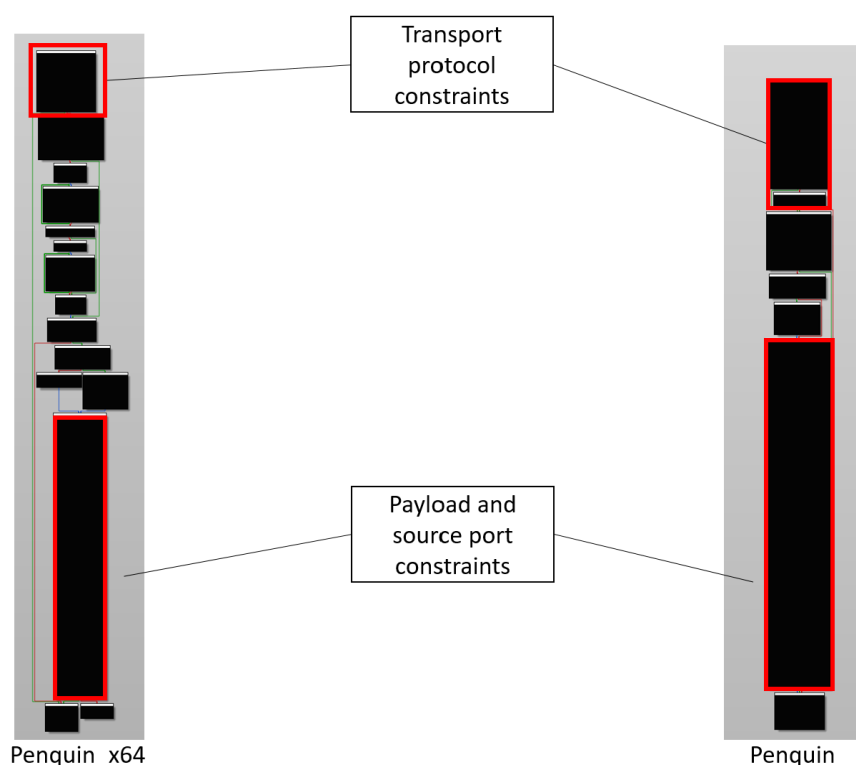 Transport
protocol
constraints
Payload and
source port
constraints
Penquin_x64
Penquin